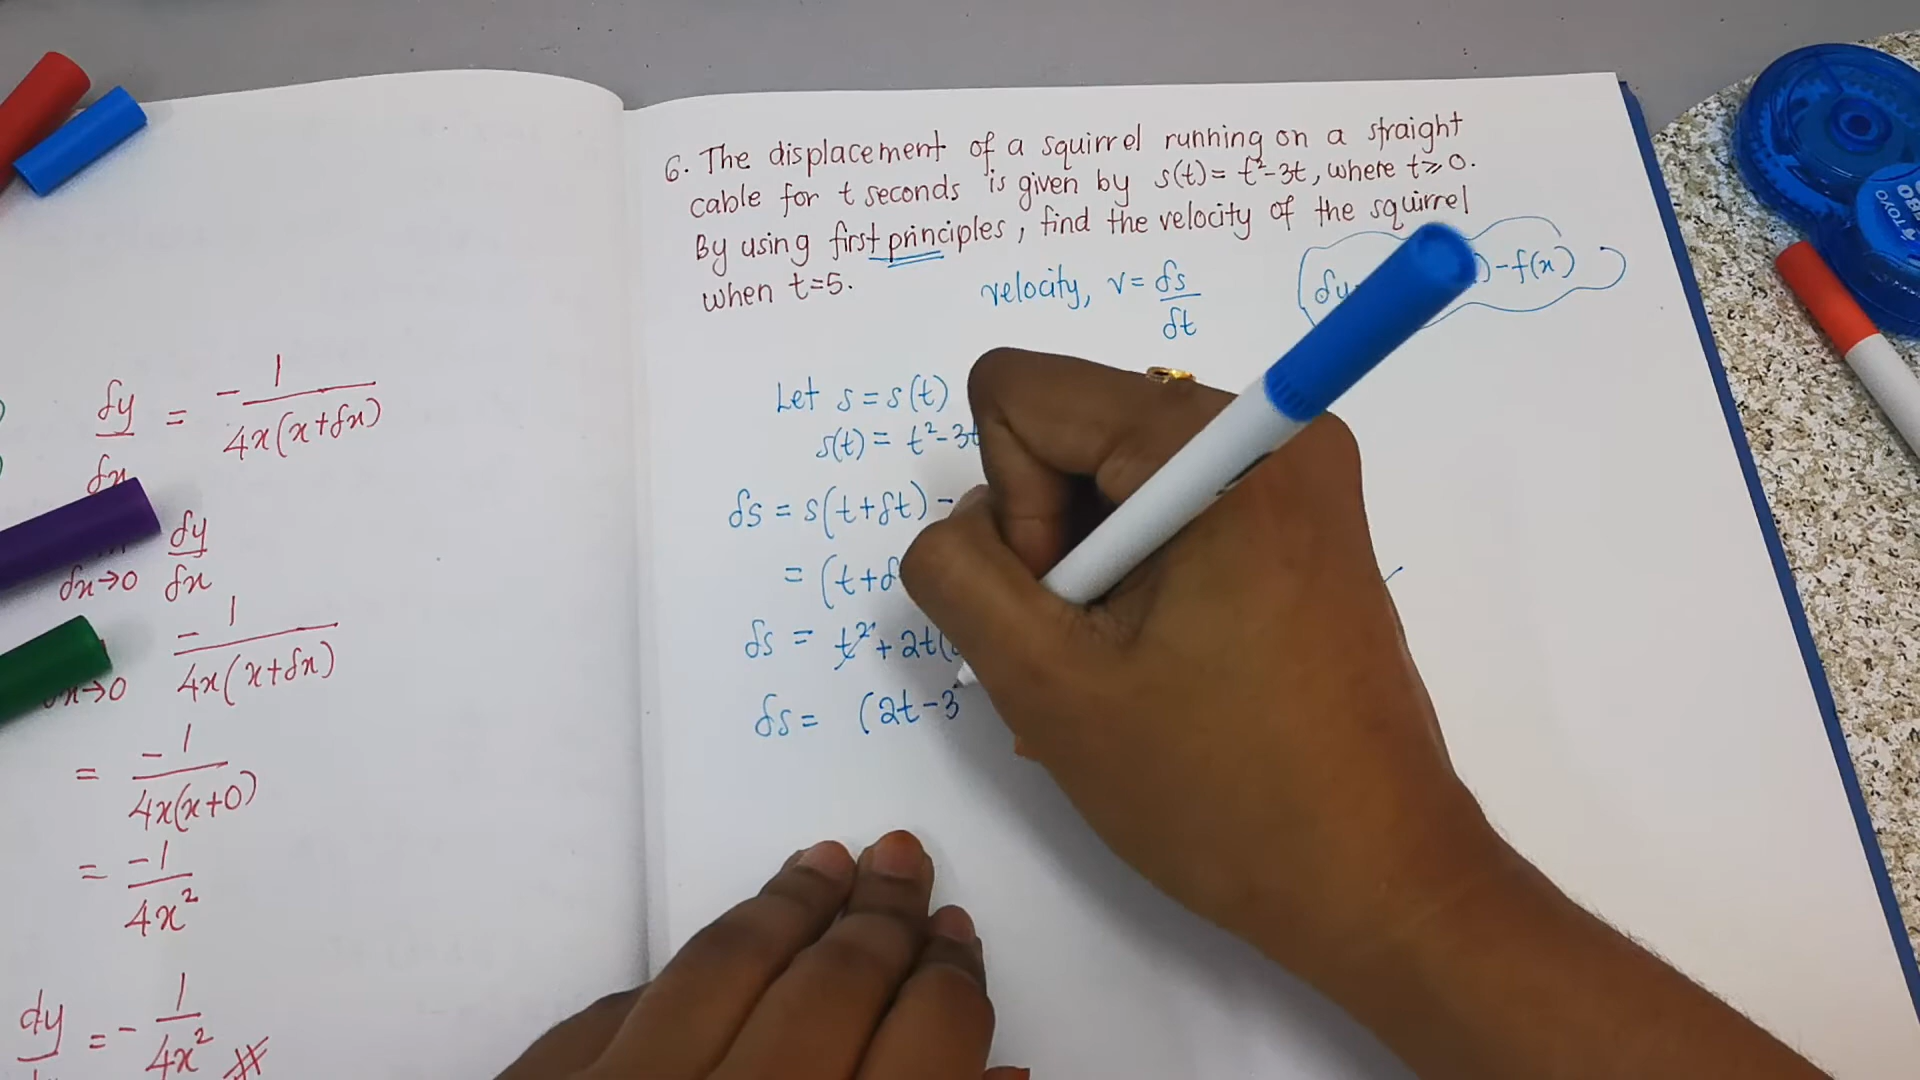 δy/δx = -1/4x(x+δx)
δx→0 δy/δx
δx→0 -1/4x(x+δx)
= -1/4x(x+0)
= -1/4x²
dy = -1/4x²
6. The displacement of a squirrel running on a straight
cable for t seconds is given by s(t) = t²-3t, where t≥0.
By using first principles, find the velocity of the squirrel
when t=5.
velocity, v = δs/δt
δy )-f(x)
Let s = s(t)
s(t) = t²-3t
δs = s(t+δt) -
= (t+δ
δs = t² + 2t(
δs = (2t-3
TOYO